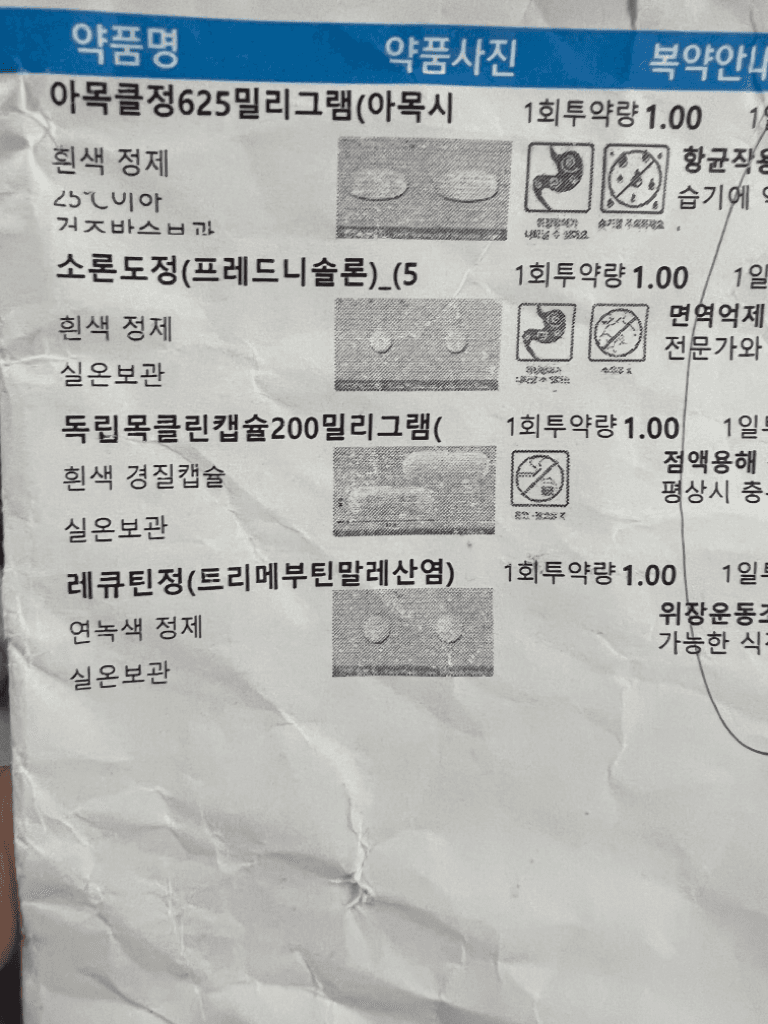 약품명 약품사진 복약안내
아목클정625밀리그램(아목시 1회투약량 1.00
흰색 정제 항균작용
습기에
소론도정(프레드니솔론)_(5 1회투약량 1.00 1일
흰색 정제 면역억제
실온보관 전문가와
독립목클린캡슐200밀리그램( 1회투약량 1.00 1일
흰색 경질캡슐 점액용해
실온보관 평상시
레큐틴정(트리메부틴말레산염) 1회투약량 1.00 1일
연녹색 정제 위장운동
실온보관 가능한